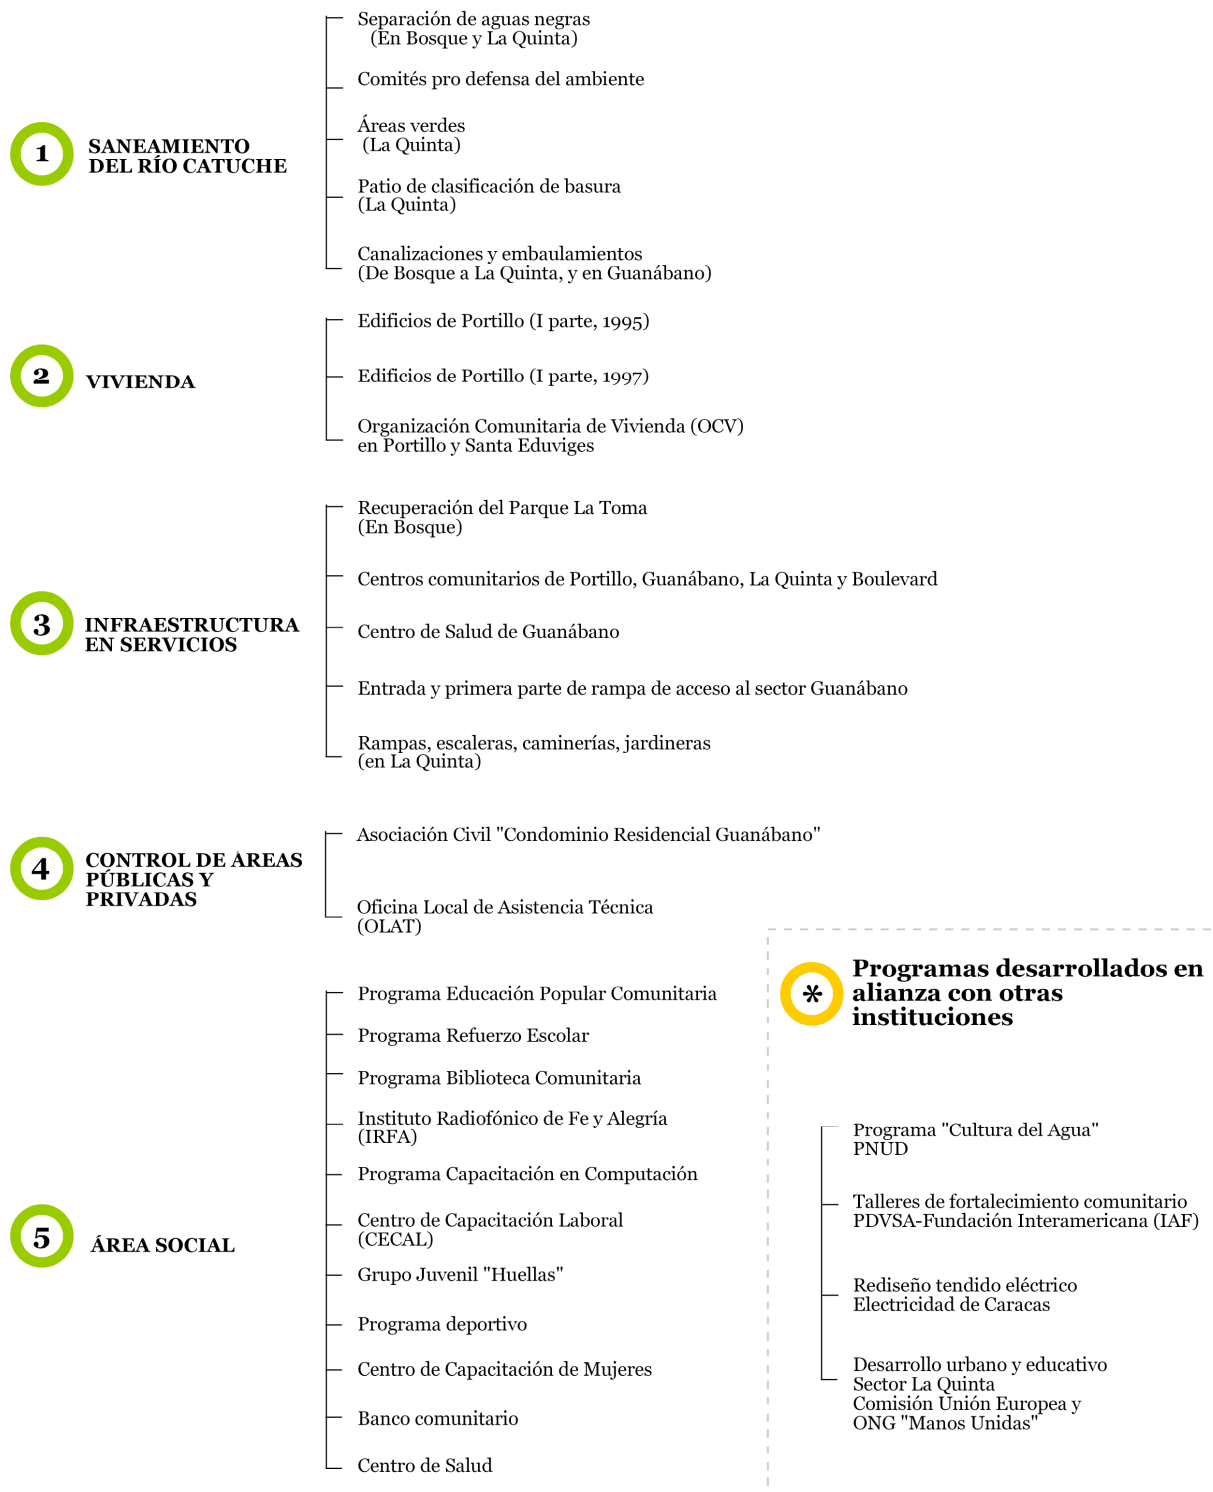 1
SANEAMIENTO
DEL RÍO CATUCHE
Separación de aguas negras
(En Bosque y La Quinta)
Comités pro defensa del ambiente
Áreas verdes
(La Quinta)
Patio de clasificación de basura
(La Quinta)
Canalizaciones y embaulamientos
(De Bosque a La Quinta, y en Guanábano)
2
VIVIENDA
Edificios de Portillo (I parte, 1995)
Edificios de Portillo (I parte, 1997)
Organización Comunitaria de Vivienda (OCV)
en Portillo y Santa Eduviges
3
INFRAESTRUCTURA
EN SERVICIOS
Recuperación del Parque La Toma
(En Bosque)
Centros comunitarios de Portillo, Guanábano, La Quinta y Boulevard
Centro de Salud de Guanábano
Entrada y primera parte de rampa de acceso al sector Guanábano
Rampas, escaleras, caminerías, jardineras
(en La Quinta)
4
CONTROL DE ÁREAS
PÚBLICAS Y
PRIVADAS
Asociación Civil "Condominio Residencial Guanábano"
Oficina Local de Asistencia Técnica
(OLAT)
5
ÁREA SOCIAL
Programa Educación Popular Comunitaria
Programa Refuerzo Escolar
Programa Biblioteca Comunitaria
Instituto Radiofónico de Fe y Alegría
(IRFA)
Programa Capacitación en Computación
Centro de Capacitación Laboral
(CECAL)
Grupo Juvenil "Huellas"
Programa deportivo
Centro de Capacitación de Mujeres
Banco comunitario
Centro de Salud
*
Programas desarrollados en
alianza con otras
instituciones
Programa "Cultura del Agua"
PNUD
Talleres de fortalecimiento comunitario
PDVSA-Fundación Interamericana (IAF)
Rediseño tendido eléctrico
Electricidad de Caracas
Desarrollo urbano y educativo
Sector La Quinta
Comisión Unión Europea y
ONG "Manos Unidas"